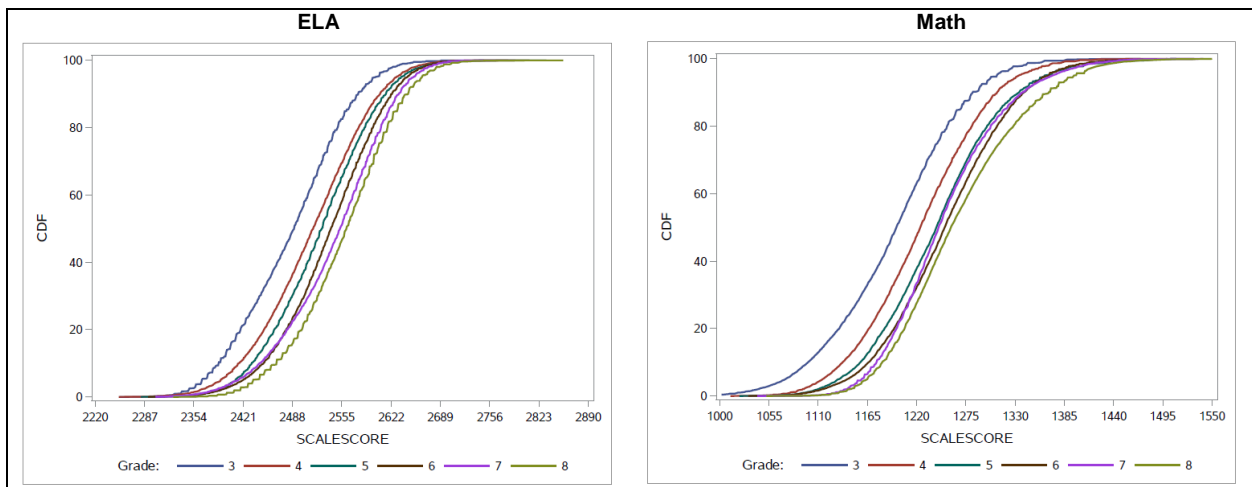 ELA
100
80
60
40
20
0
CDF
2220 2287 2354 2421 2488 2555 2622 2689 2756 2823 2890
SCALESCORE
Grade: 3 4 5 6 7 8
Math
100
80
60
40
20
0
CDF
1000 1055 1110 1165 1220 1275 1330 1385 1440 1495 1550
SCALESCORE
Grade: 3 4 5 6 7 8